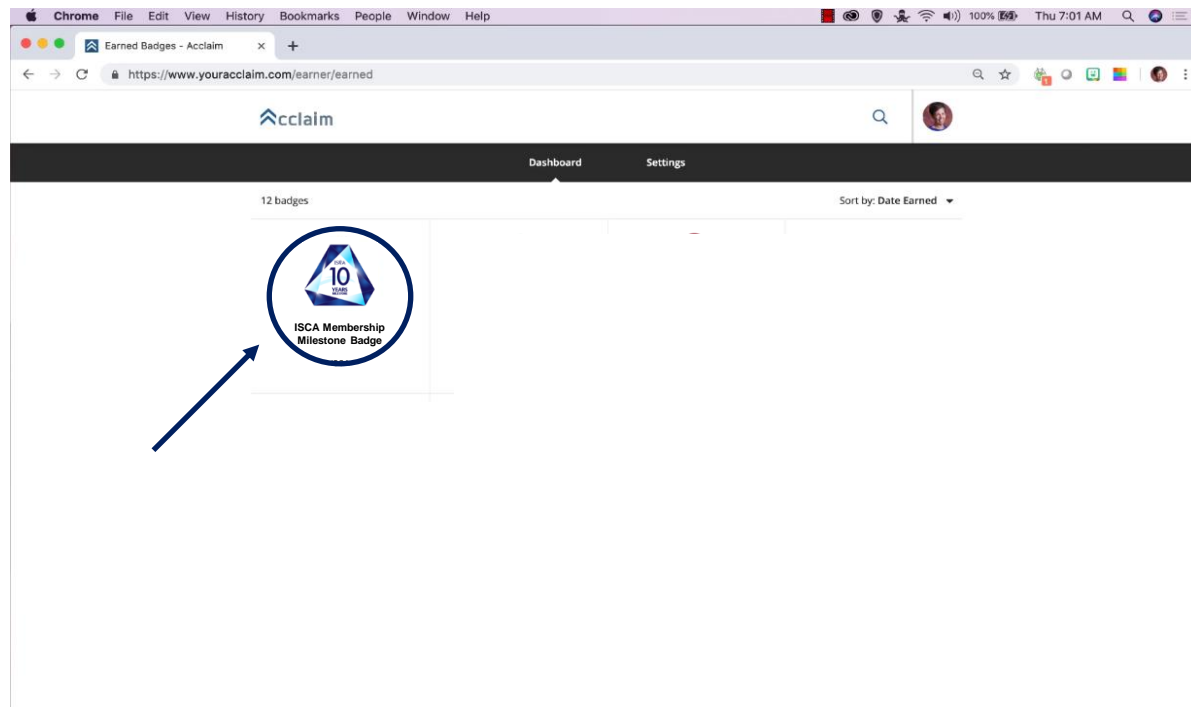 Chrome File Edit View History Bookmarks People Window Help 100% Thu 7:01 AM
Earned Badges - Acclaim
https://www.youracclaim.com/earner/earned
cclaim
Dashboard Settings
12 badges Sort by: Date Earned
ISCA
10
YEARS
ISCA Membership
Milestone Badge